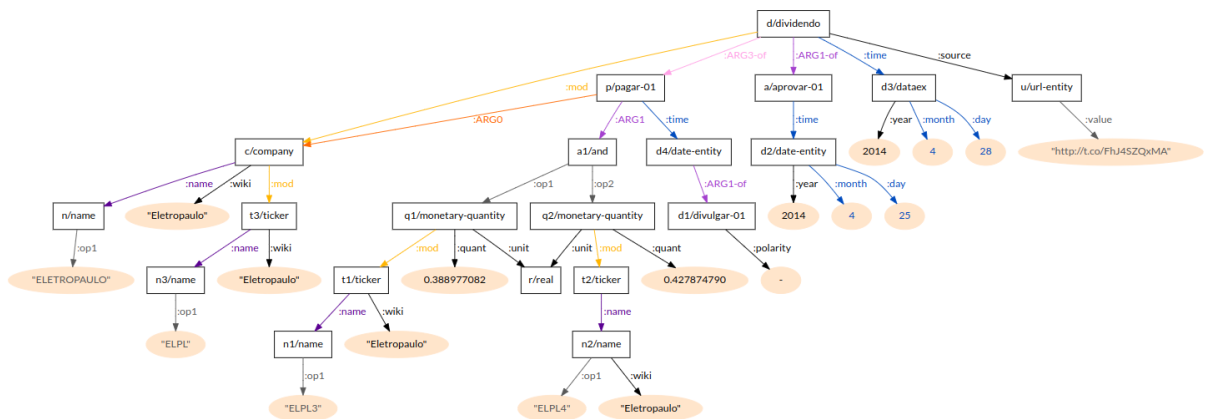 d/dividendo
:ARG3-of :ARG1-of :time :source
:mod p/pagar-01 a/aprovar-01 d3/dataex u/url-entity
:ARG0 :ARG1 :time :time :year :month :day :value
c/company a1/and d4/date-entity d2/date-entity 2014 4 28 "http://t.co/FhJ4SZQxMA"
:name :wiki :mod :op1 :op2 :ARG1-of :year :month :day
n/name "Eletropaulo" t3/ticker q1/monetary-quantity q2/monetary-quantity d1/divulgar-01 2014 4 25
:op1 :name :wiki :mod :quant :unit :unit :mod :quant :polarity
"ELETROPAULO" n3/name "Eletropaulo" t1/ticker 0.388977082 r/real t2/ticker 0.427874790 -
:op1 :name :wiki :name
"ELPL" n1/name "Eletropaulo" n2/name
:op1 :op1 :wiki
"ELPL3" "ELPL4" "Eletropaulo"